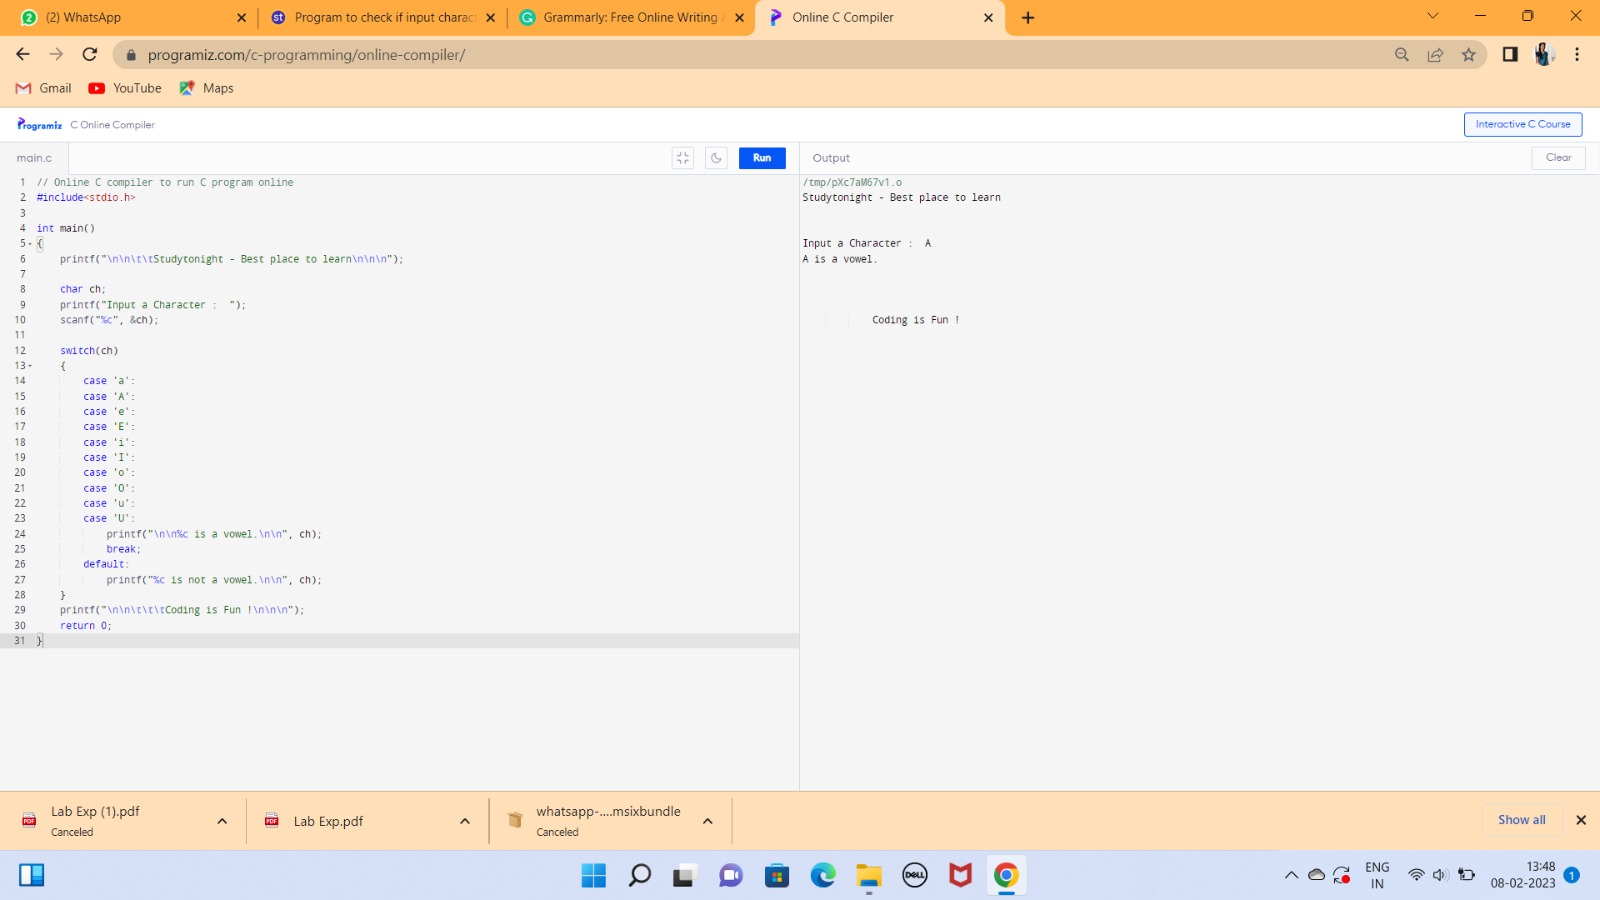 (2) WhatsApp
Program to check if input charac
Grammarly: Free Online Writing
Online C Compiler
programiz.com/c-programming/online-compiler/
Gmail
YouTube
Maps
Programiz C Online Compiler
Interactive C Course
main.c
Run
Output
Clear
1 // Online C compiler to run C program online
2 #include<stdio.h>
3
4 int main()
5 {
6 printf("\n\n\t\tStudytonight - Best place to learn\n\n\n");
7
8 char ch;
9 printf("Input a Character :  ");
10 scanf("%c", &ch);
11
12 switch(ch)
13 {
14 case 'a':
15 case 'A':
16 case 'e':
17 case 'E':
18 case 'i':
19 case 'I':
20 case 'o':
21 case 'O':
22 case 'u':
23 case 'U':
24 printf("\n\n%c is a vowel.\n\n", ch);
25 break;
26 default:
27 printf("%c is not a vowel.\n\n", ch);
28 }
29 printf("\n\n\t\t\tCoding is Fun !\n\n\n");
30 return 0;
31 }
/tmp/pXc7aM67v1.o
Studytonight - Best place to learn
Input a Character :  A
A is a vowel.
Coding is Fun !
Lab Exp (1).pdf
Canceled
Lab Exp.pdf
whatsapp-....msixbundle
Canceled
Show all
DELL
ENG
IN
13:48
08-02-2023
1